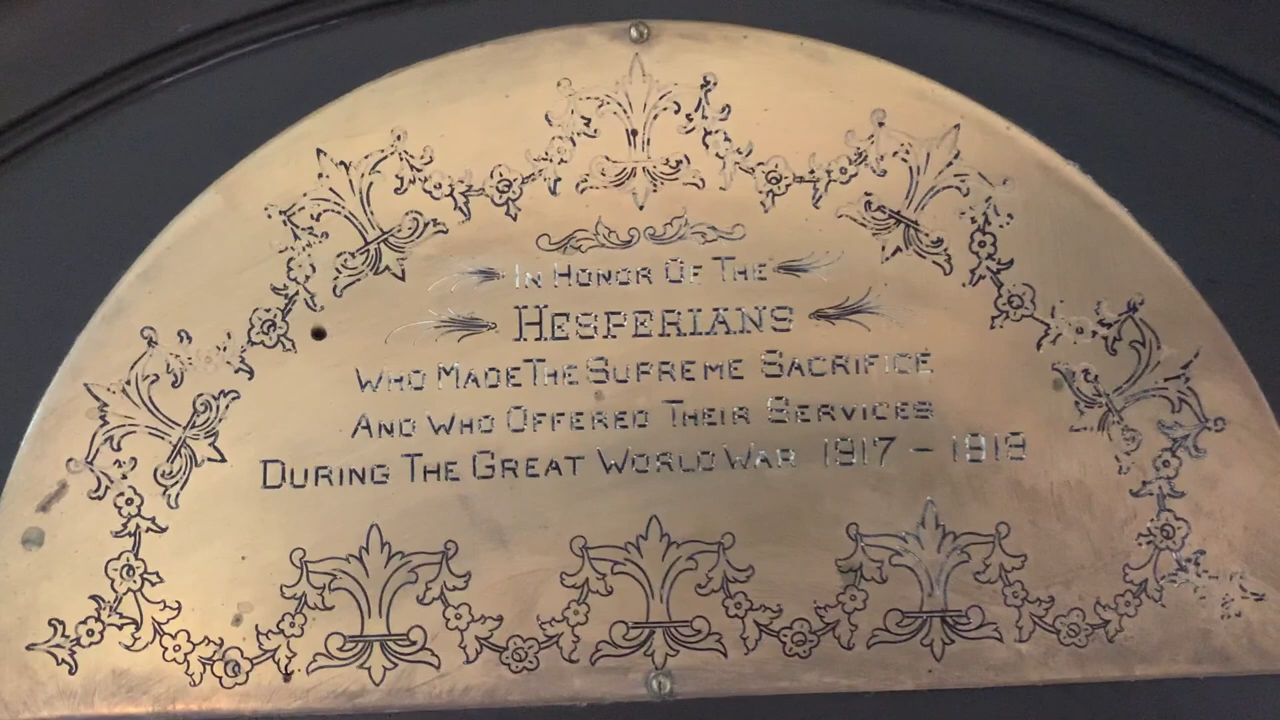 In Honor Of The
HESPERIANS
Who Made The Supreme Sacrifice
And Who Offered Their Services
During The Great World War 1917 - 1919